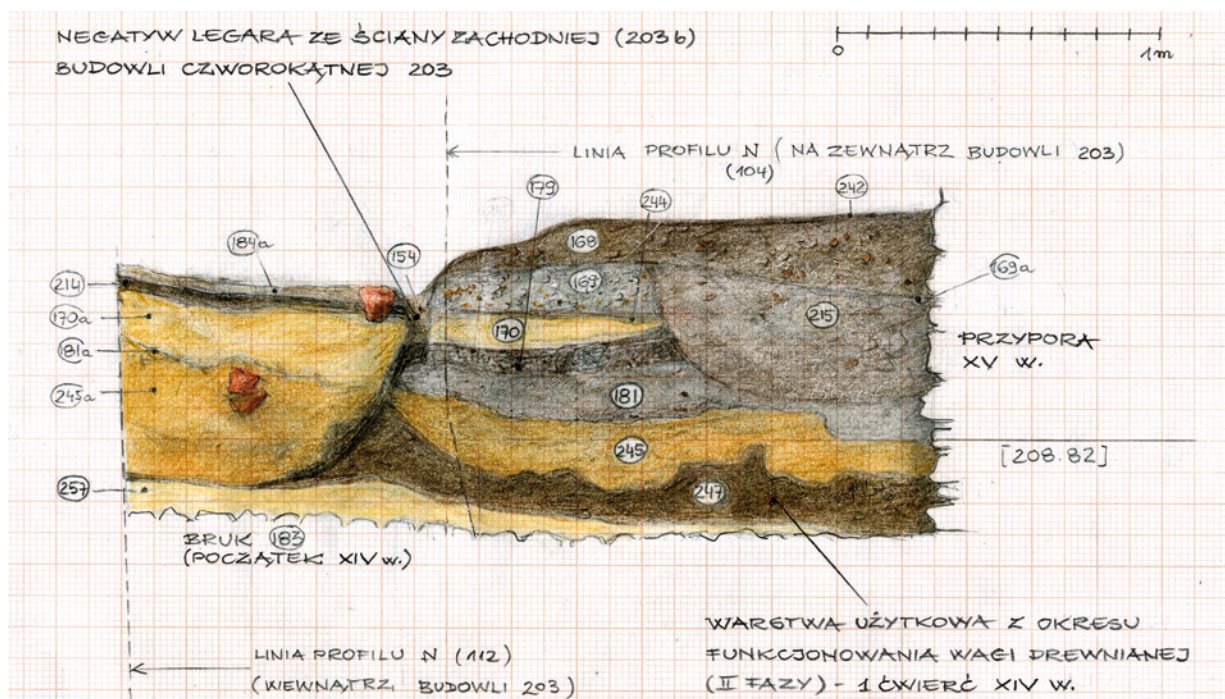 NEGATYW LEGARA ZE ŚCIANY ZACHODNIEJ (203b)
BUDOWLI CZWOROKĄTNEJ 203
0 1m
LINIA PROFILU N (NA ZEWNĄTRZ BUDOWLI 203)
(104)
179
244
242
184a
154
168
169a
214
169
170a
215
170
PRZYPORA
XV W.
181a
245a
181
245
[208.82]
257
247
BRUK 183
(POCZĄTEK XIV w.)
WARSTWA UŻYTKOWA Z OKRESU
FUNKCJONOWANIA WAGI DREWNIANEJ
(II FAZY) - 1 ĆWIERĆ XIV W.
LINIA PROFILU N (112)
(WEWNĄTRZ BUDOWLI 203)